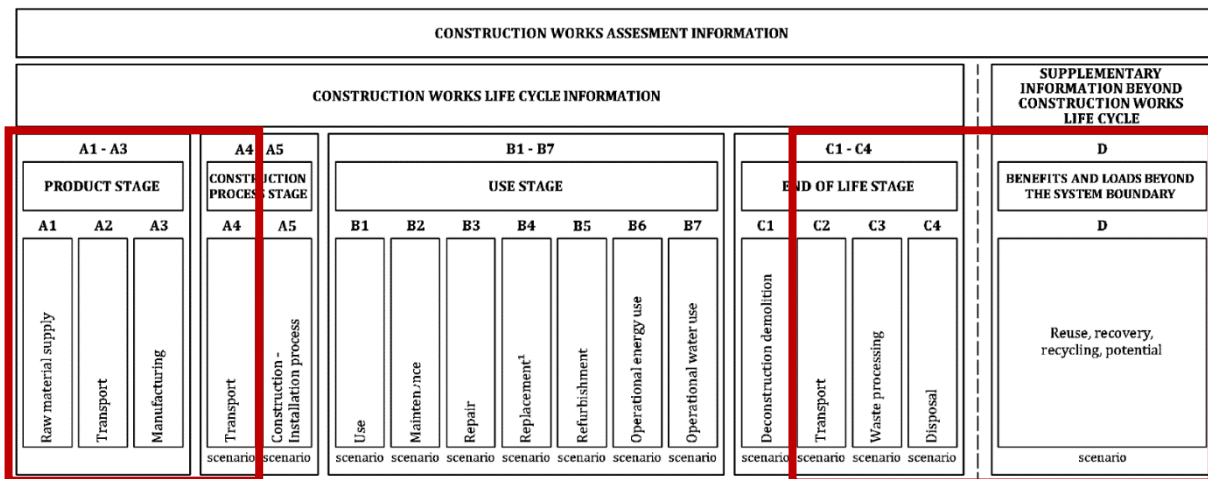 CONSTRUCTION WORKS ASSESMENT INFORMATION
CONSTRUCTION WORKS LIFE CYCLE INFORMATION
SUPPLEMENTARY
INFORMATION BEYOND
CONSTRUCTION WORKS
LIFE CYCLE
A1 - A3
PRODUCT STAGE
A1 A2 A3
Raw material supply
Transport
Manufacturing
A4 A5
CONSTRUCTION
PROCESS STAGE
A4 A5
Transport
Construction -
Installation process
scenario scenario
B1 - B7
USE STAGE
B1 B2 B3 B4 B5 B6 B7
Use
Maintenance
Repair
Replacement¹
Refurbishment
Operational energy use
Operational water use
scenario scenario scenario scenario scenario scenario scenario
C1 - C4
END OF LIFE STAGE
C1 C2 C3 C4
Deconstruction demolition
Transport
Waste processing
Disposal
scenario scenario scenario scenario
D
BENEFITS AND LOADS BEYOND
THE SYSTEM BOUNDARY
D
Reuse, recovery,
recycling, potential
scenario